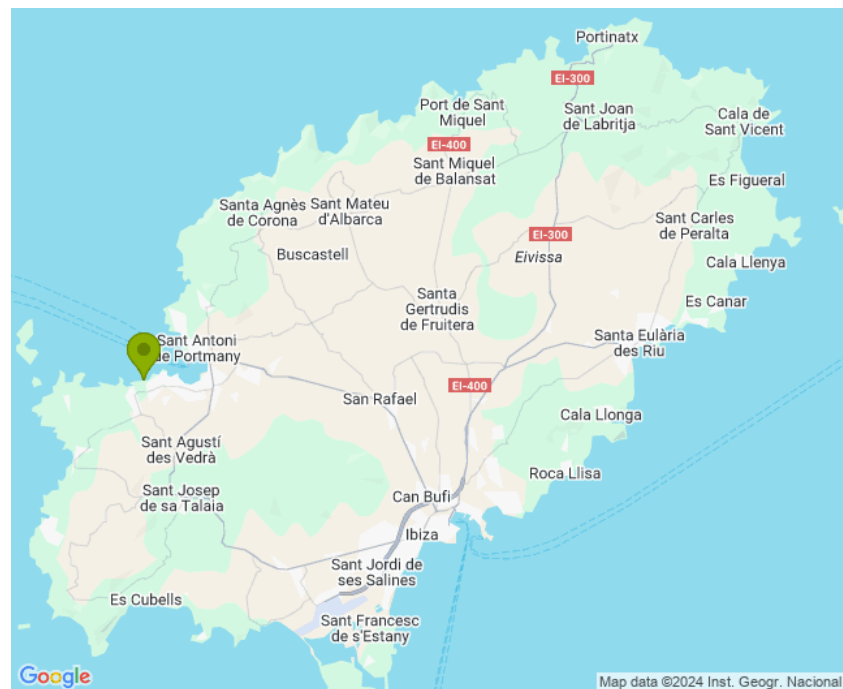 Portinatx
EI-300
Port de Sant
Miquel
Sant Joan
de Labritja
Cala de
Sant Vicent
EI-400
Sant Miquel
de Balansat
Es Figueral
Santa Agnès
de Corona
Sant Mateu
d'Albarca
Sant Carles
de Peralta
EI-300
Buscastell
Eivissa
Cala Llenya
Santa
Gertrudis
de Fruitera
Es Canar
Sant Antoni
de Portmany
Santa Eulària
des Riu
EI-400
San Rafael
Cala Llonga
Sant Agustí
des Vedrà
Roca Llisa
Sant Josep
de sa Talaia
Can Bufi
Ibiza
Sant Jordi de
ses Salines
Es Cubells
Sant Francesc
de s'Estany
Google
Map data ©2024 Inst. Geogr. Nacional